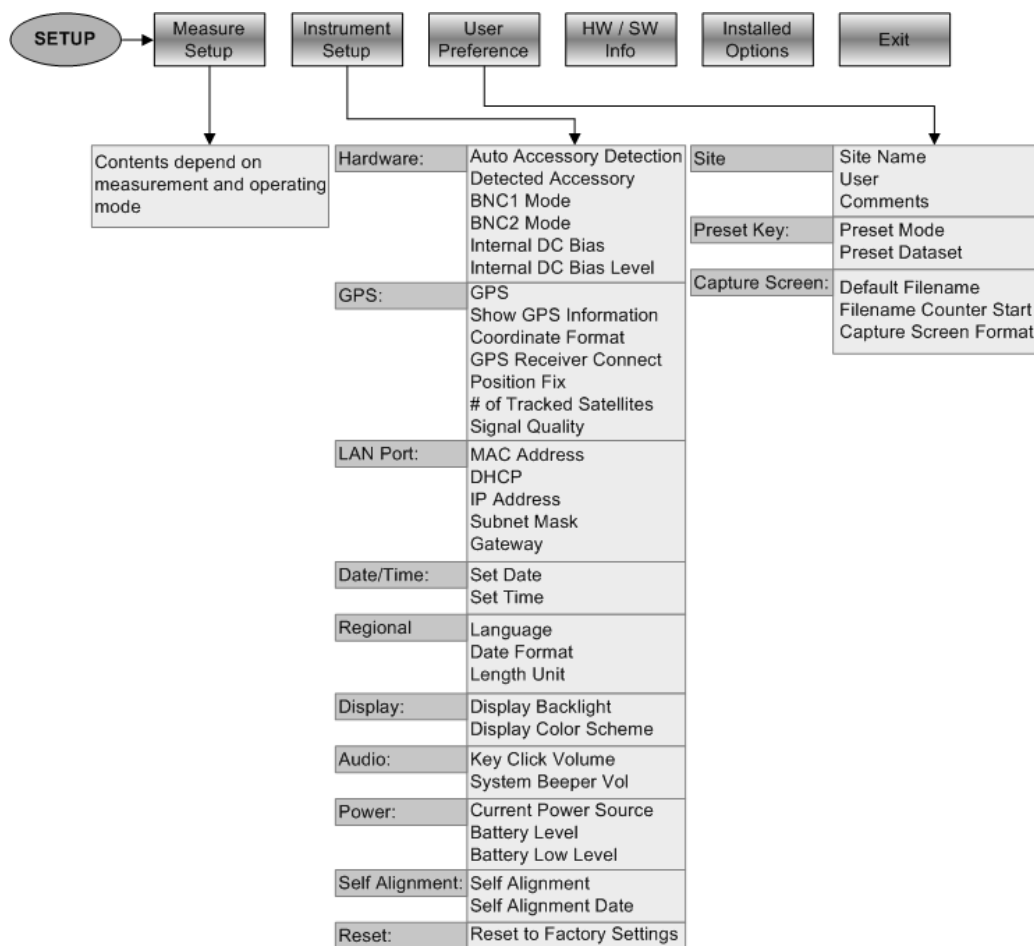 SETUP
Measure
Setup
Instrument
Setup
User
Preference
HW / SW
Info
Installed
Options
Exit
Contents depend on
measurement and operating
mode
Hardware:
Auto Accessory Detection
Detected Accessory
BNC1 Mode
BNC2 Mode
Internal DC Bias
Internal DC Bias Level
GPS:
GPS
Show GPS Information
Coordinate Format
GPS Receiver Connect
Position Fix
# of Tracked Satellites
Signal Quality
LAN Port:
MAC Address
DHCP
IP Address
Subnet Mask
Gateway
Date/Time:
Set Date
Set Time
Regional
Language
Date Format
Length Unit
Display:
Display Backlight
Display Color Scheme
Audio:
Key Click Volume
System Beeper Vol
Power:
Current Power Source
Battery Level
Battery Low Level
Self Alignment:
Self Alignment
Self Alignment Date
Reset:
Reset to Factory Settings
Site
Site Name
User
Comments
Preset Key:
Preset Mode
Preset Dataset
Capture Screen:
Default Filename
Filename Counter Start
Capture Screen Format